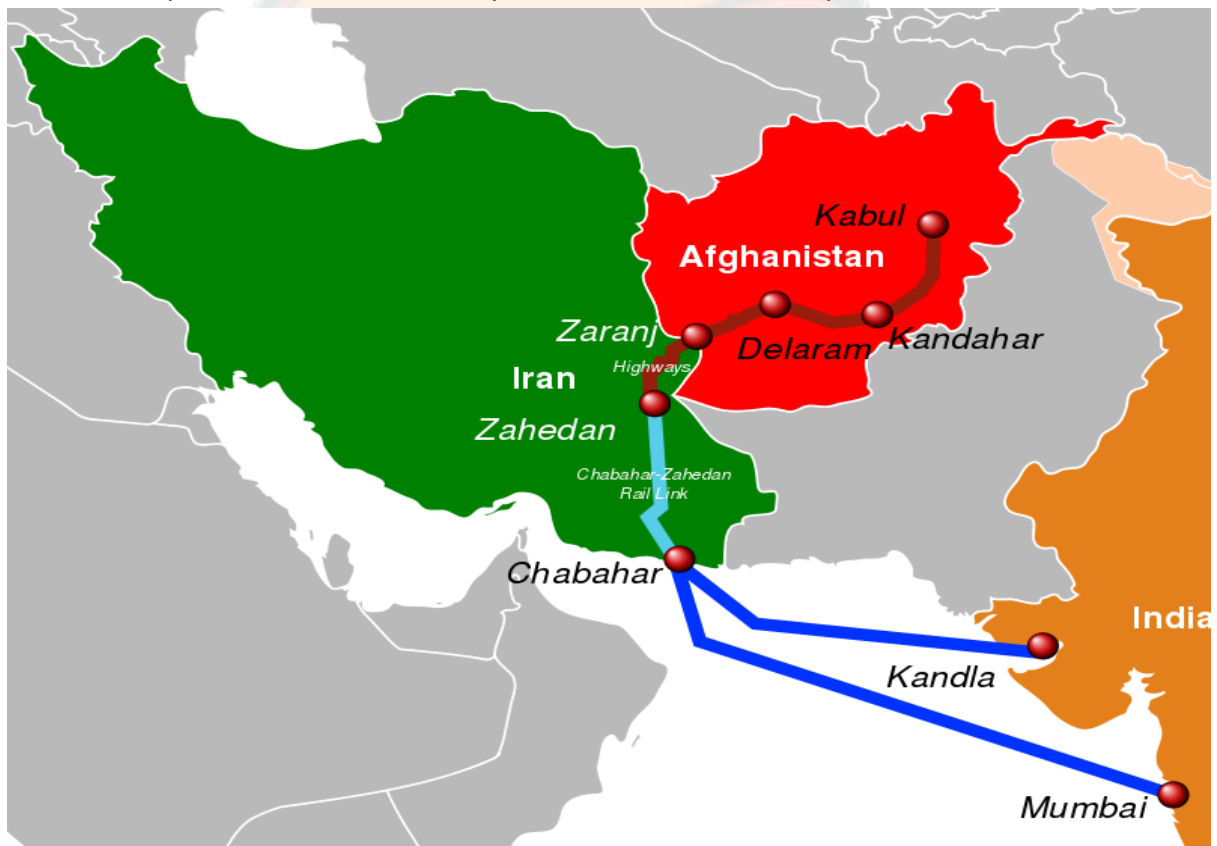 Kabul
Afghanistan
Zaranj
Delaram
Kandahar
Highways
Iran
Zahedan
Chabahar-Zahedan
Rail Link
Chabahar
India
Kandla
Mumbai